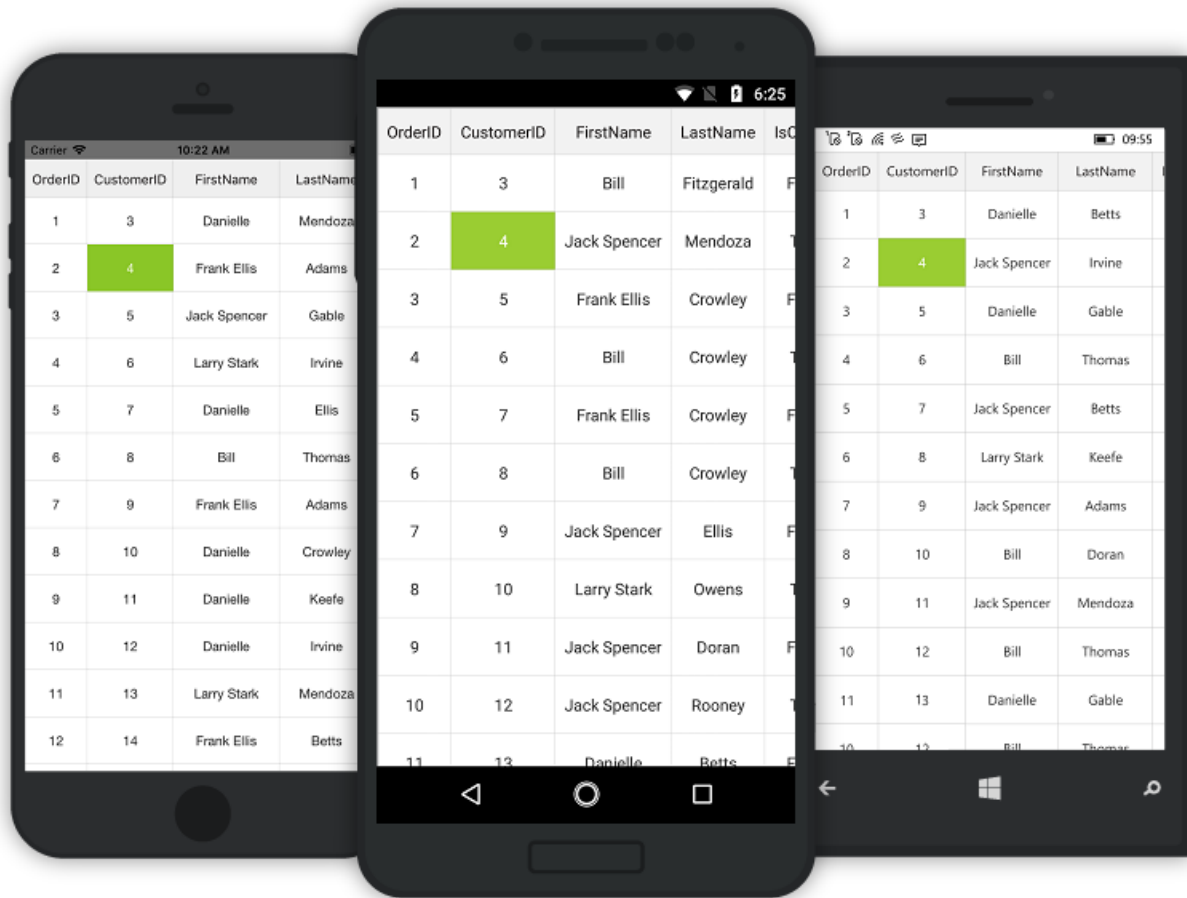 Carrier 10:22 AM
OrderID CustomerID FirstName LastName
1 3 Danielle Mendoza
2 4 Frank Ellis Adams
3 5 Jack Spencer Gable
4 6 Larry Stark Irvine
5 7 Danielle Ellis
6 8 Bill Thomas
7 9 Frank Ellis Adams
8 10 Danielle Crowley
9 11 Danielle Keefe
10 12 Danielle Irvine
11 13 Larry Stark Mendoza
12 14 Frank Ellis Betts
6:25
OrderID CustomerID FirstName LastName
1 3 Bill Fitzgerald F
2 4 Jack Spencer Mendoza T
3 5 Frank Ellis Crowley F
4 6 Bill Crowley T
5 7 Frank Ellis Crowley F
6 8 Bill Crowley T
7 9 Jack Spencer Ellis F
8 10 Larry Stark Owens T
9 11 Jack Spencer Doran F
10 12 Jack Spencer Rooney T
11 13 Danielle Betts F
09:55
OrderID CustomerID FirstName LastName
1 3 Danielle Betts
2 4 Jack Spencer Irvine
3 5 Danielle Gable
4 6 Bill Thomas
5 7 Jack Spencer Betts
6 8 Larry Stark Keefe
7 9 Jack Spencer Adams
8 10 Bill Doran
9 11 Jack Spencer Mendoza
10 12 Bill Thomas
11 13 Danielle Gable
10 12 Bill Thomas